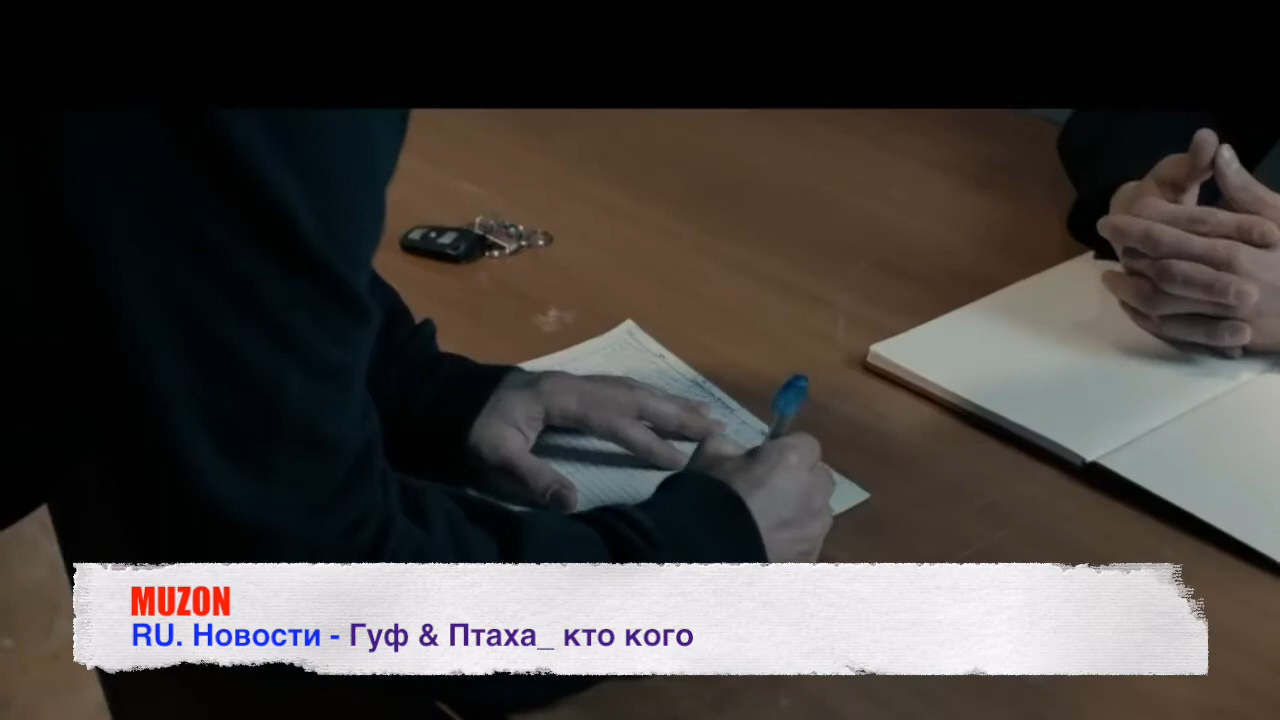 MUZON
RU. Новости - Гуф & Птаха_ кто кого